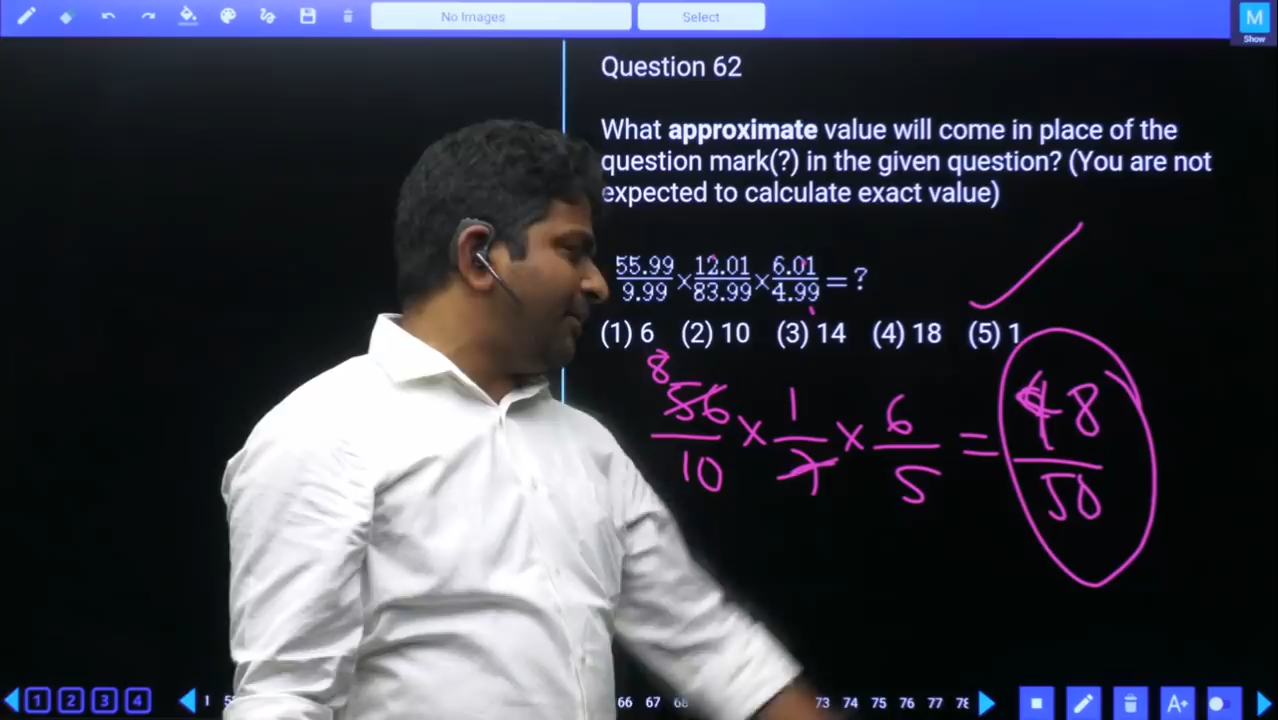 No Images Select M
Show
Question 62
What approximate value will come in place of the
question mark(?) in the given question? (You are not
expected to calculate exact value)
55.99/9.99 × 12.01/83.99 × 6.01/4.99 = ?
(1) 6 (2) 10 (3) 14 (4) 18 (5) 1
8
56/10 × 1/7 × 6/5 = 48/50
1 2 3 4 1 66 67 68 73 74 75 76 77 78 A+